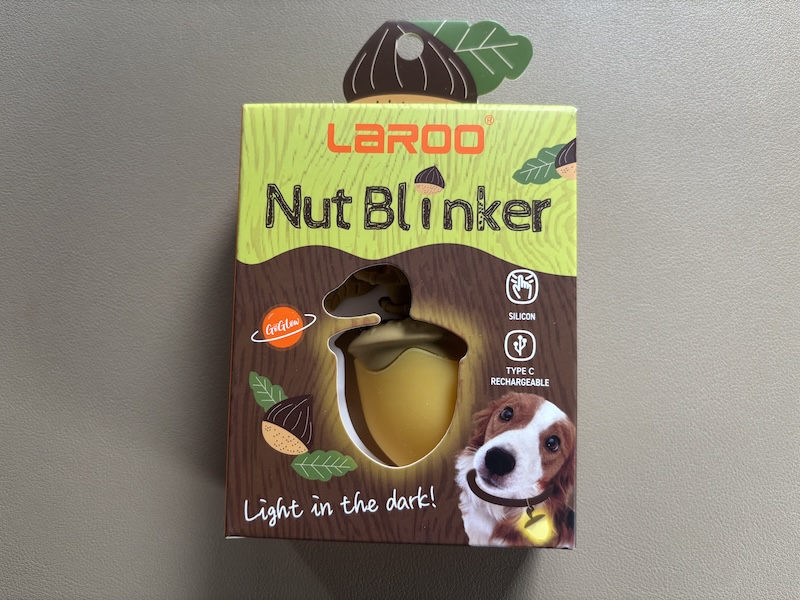 LAROO®
Nut Blinker
GoGlow
SILICON
TYPE C
RECHARGEABLE
Light in the dark!